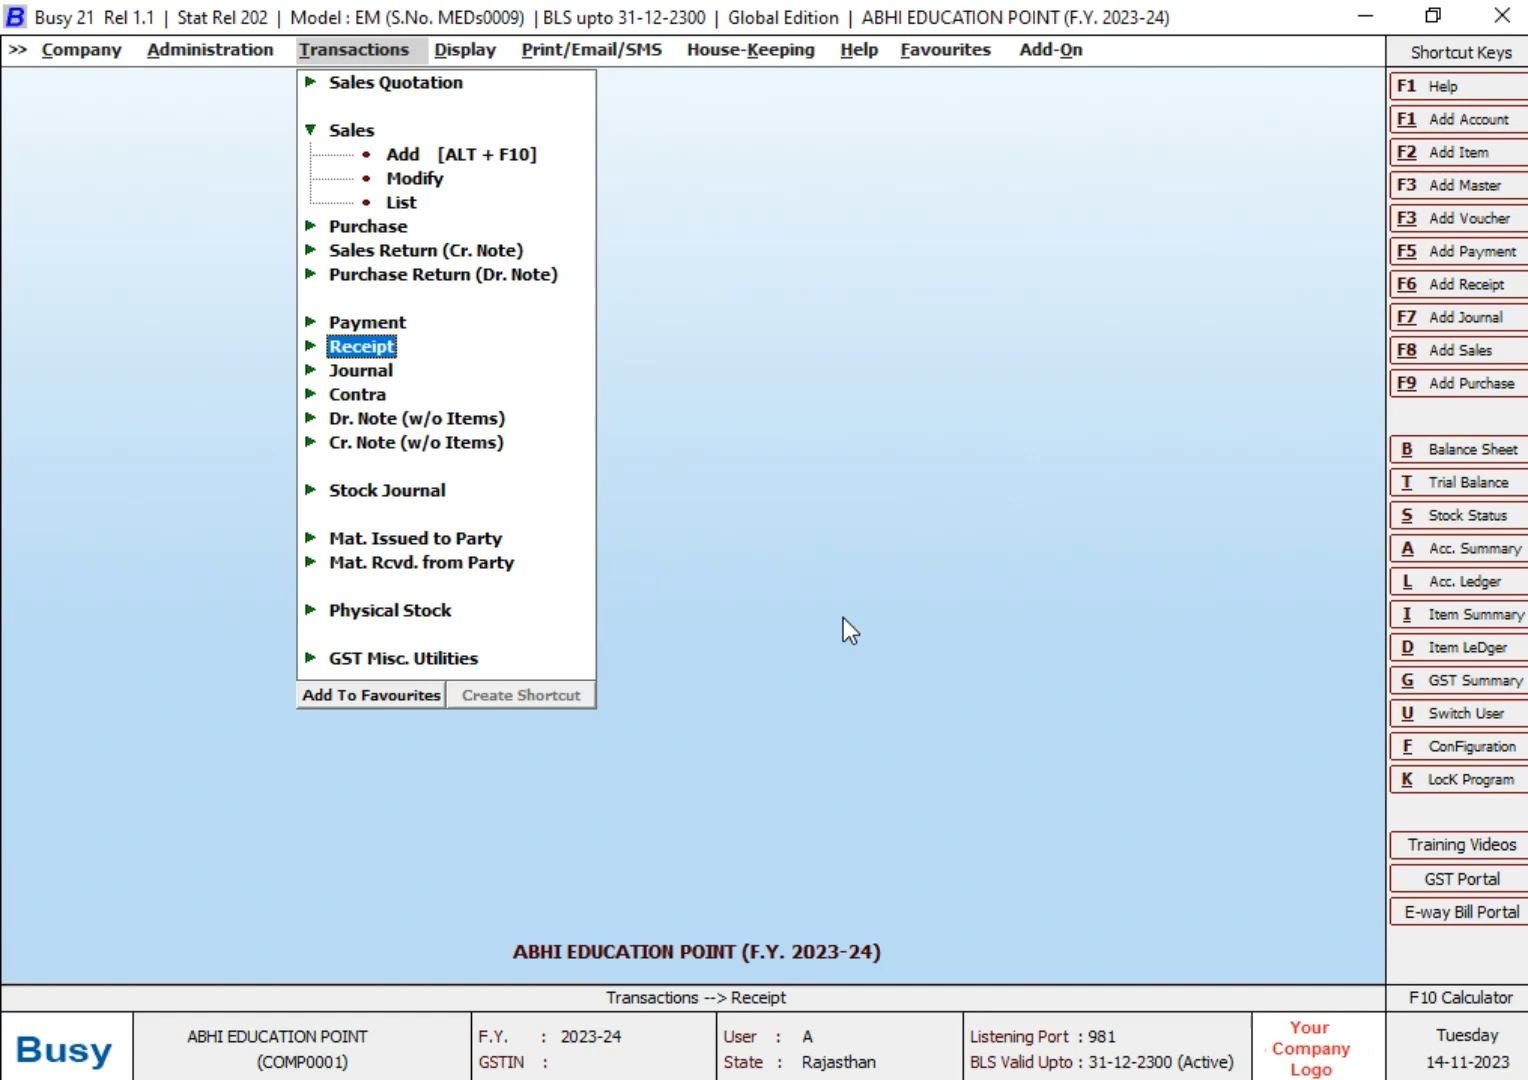 B Busy 21 Rel 1.1 | Stat Rel 202 | Model : EM (S.No. MEDs0009) | BLS upto 31-12-2300 | Global Edition | ABHI EDUCATION POINT (F.Y. 2023-24)
>> Company Administration Transactions Display Print/Email/SMS House-Keeping Help Favourites Add-On
Sales Quotation
Sales
Add [ALT + F10]
Modify
List
Purchase
Sales Return (Cr. Note)
Purchase Return (Dr. Note)
Payment
Receipt
Journal
Contra
Dr. Note (w/o Items)
Cr. Note (w/o Items)
Stock Journal
Mat. Issued to Party
Mat. Rcvd. from Party
Physical Stock
GST Misc. Utilities
Add To Favourites Create Shortcut
Shortcut Keys
F1 Help
F1 Add Account
F2 Add Item
F3 Add Master
F3 Add Voucher
F5 Add Payment
F6 Add Receipt
F7 Add Journal
F8 Add Sales
F9 Add Purchase
B Balance Sheet
T Trial Balance
S Stock Status
A Acc. Summary
L Acc. Ledger
I Item Summary
D Item LeDger
G GST Summary
U Switch User
F ConFiguration
K LocK Program
Training Videos
GST Portal
E-way Bill Portal
ABHI EDUCATION POINT (F.Y. 2023-24)
Transactions --> Receipt
F10 Calculator
Busy
ABHI EDUCATION POINT
(COMP0001)
F.Y. : 2023-24
GSTIN :
User : A
State : Rajasthan
Listening Port : 981
BLS Valid Upto : 31-12-2300 (Active)
Your
Company
Logo
Tuesday
14-11-2023